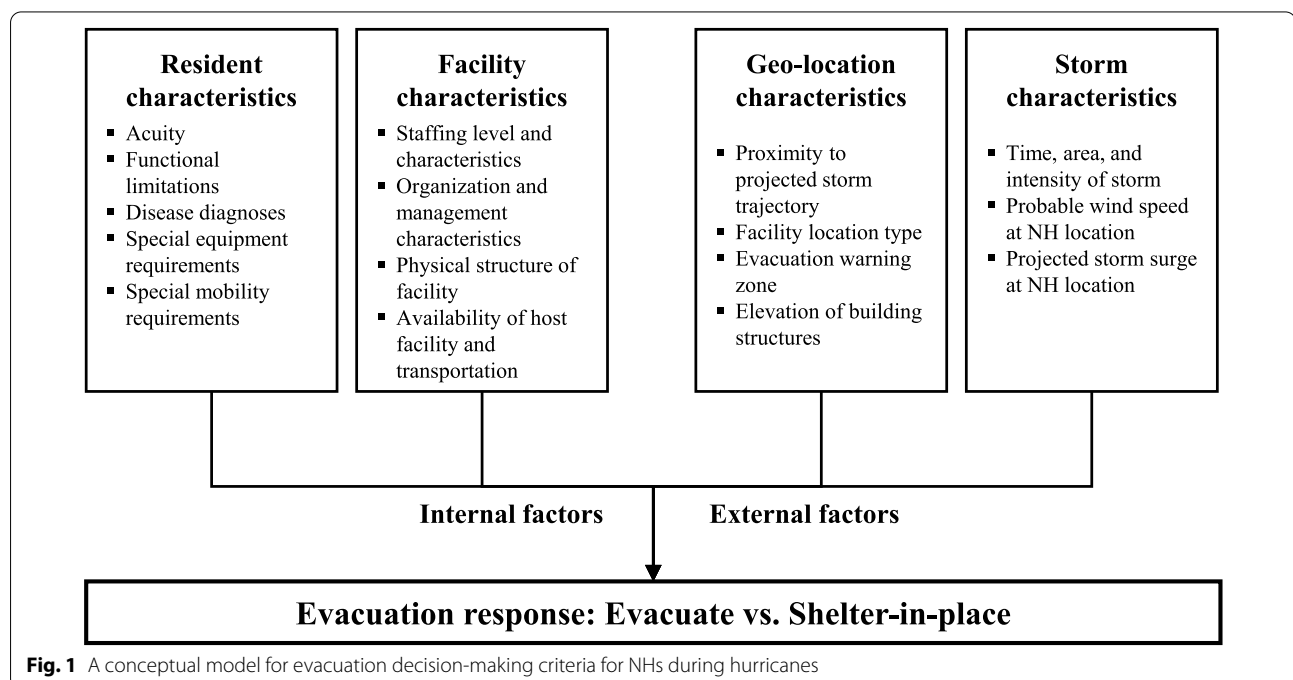 Resident
characteristics
▪ Acuity
▪ Functional
limitations
▪ Disease diagnoses
▪ Special equipment
requirements
▪ Special mobility
requirements
Facility
characteristics
▪ Staffing level and
characteristics
▪ Organization and
management
characteristics
▪ Physical structure of
facility
▪ Availability of host
facility and
transportation
Geo-location
characteristics
▪ Proximity to
projected storm
trajectory
▪ Facility location type
▪ Evacuation warning
zone
▪ Elevation of building
structures
Storm
characteristics
▪ Time, area, and
intensity of storm
▪ Probable wind speed
at NH location
▪ Projected storm surge
at NH location
Internal factors
External factors
Evacuation response: Evacuate vs. Shelter-in-place
Fig. 1 A conceptual model for evacuation decision-making criteria for NHs during hurricanes